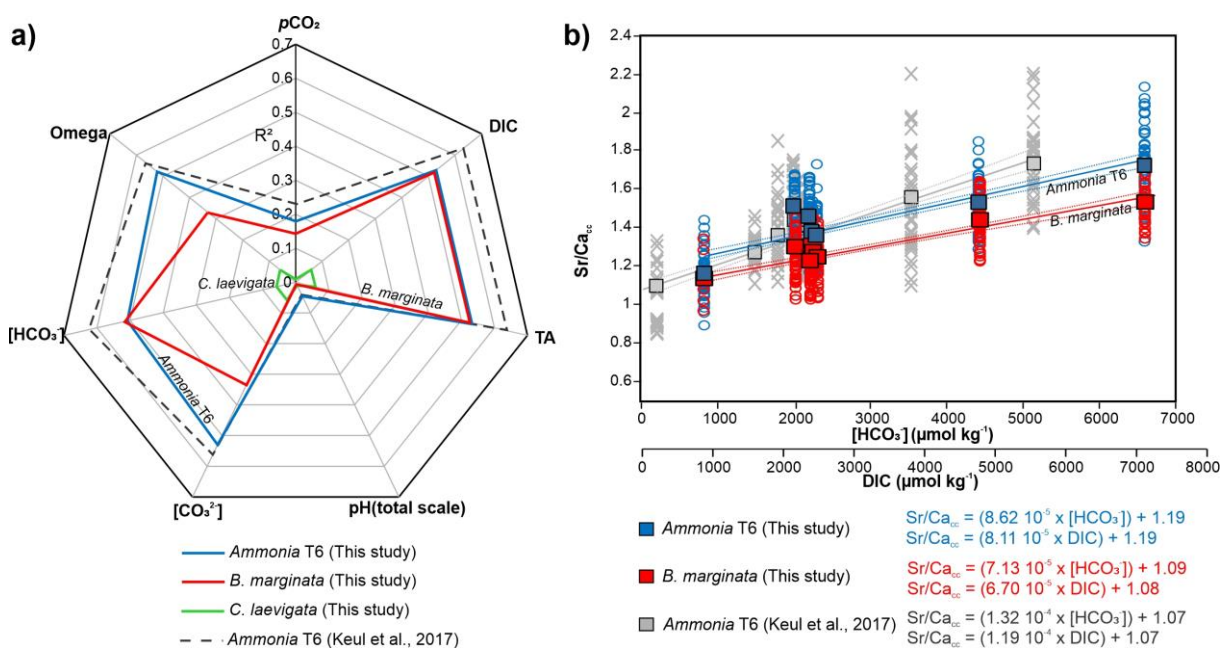 a)
pCO₂
0.7
0.6
0.5
R²
0.4
0.3
0.2
0.1
0
Omega
DIC
C. laevigata
B. marginata
[HCO₃⁻]
TA
Ammonia T6
[CO₃²⁻]
pH(total scale)
Ammonia T6 (This study)
B. marginata (This study)
C. laevigata (This study)
Ammonia T6 (Keul et al., 2017)
b)
2.4
2.2
2
1.8
1.6
1.4
1.2
1
0.8
0.6
Sr/Ca꜀꜀
Ammonia T6
B. marginata
0 1000 2000 3000 4000 5000 6000 7000
[HCO₃⁻] (µmol kg⁻¹)
0 1000 2000 3000 4000 5000 6000 7000 8000
DIC (µmol kg⁻¹)
Ammonia T6 (This study)
Sr/Ca꜀꜀ = (8.62 10⁻⁵ x [HCO₃⁻]) + 1.19
Sr/Ca꜀꜀ = (8.11 10⁻⁵ x DIC) + 1.19
B. marginata (This study)
Sr/Ca꜀꜀ = (7.13 10⁻⁵ x [HCO₃⁻]) + 1.09
Sr/Ca꜀꜀ = (6.70 10⁻⁵ x DIC) + 1.08
Ammonia T6 (Keul et al., 2017)
Sr/Ca꜀꜀ = (1.32 10⁻⁴ x [HCO₃⁻]) + 1.07
Sr/Ca꜀꜀ = (1.19 10⁻⁴ x DIC) + 1.07